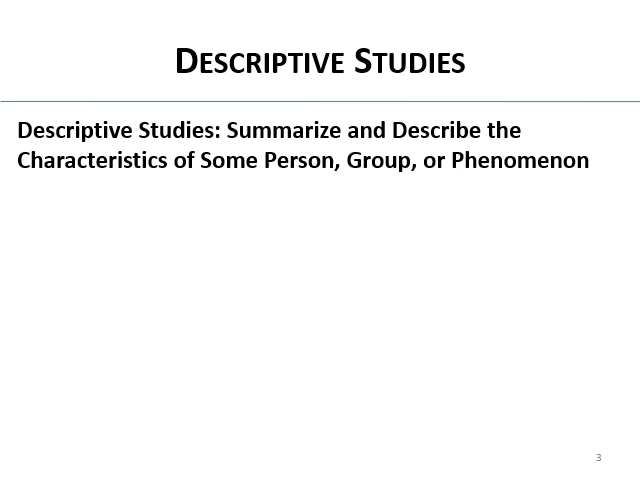 DESCRIPTIVE STUDIES
Descriptive Studies: Summarize and Describe the
Characteristics of Some Person, Group, or Phenomenon
3